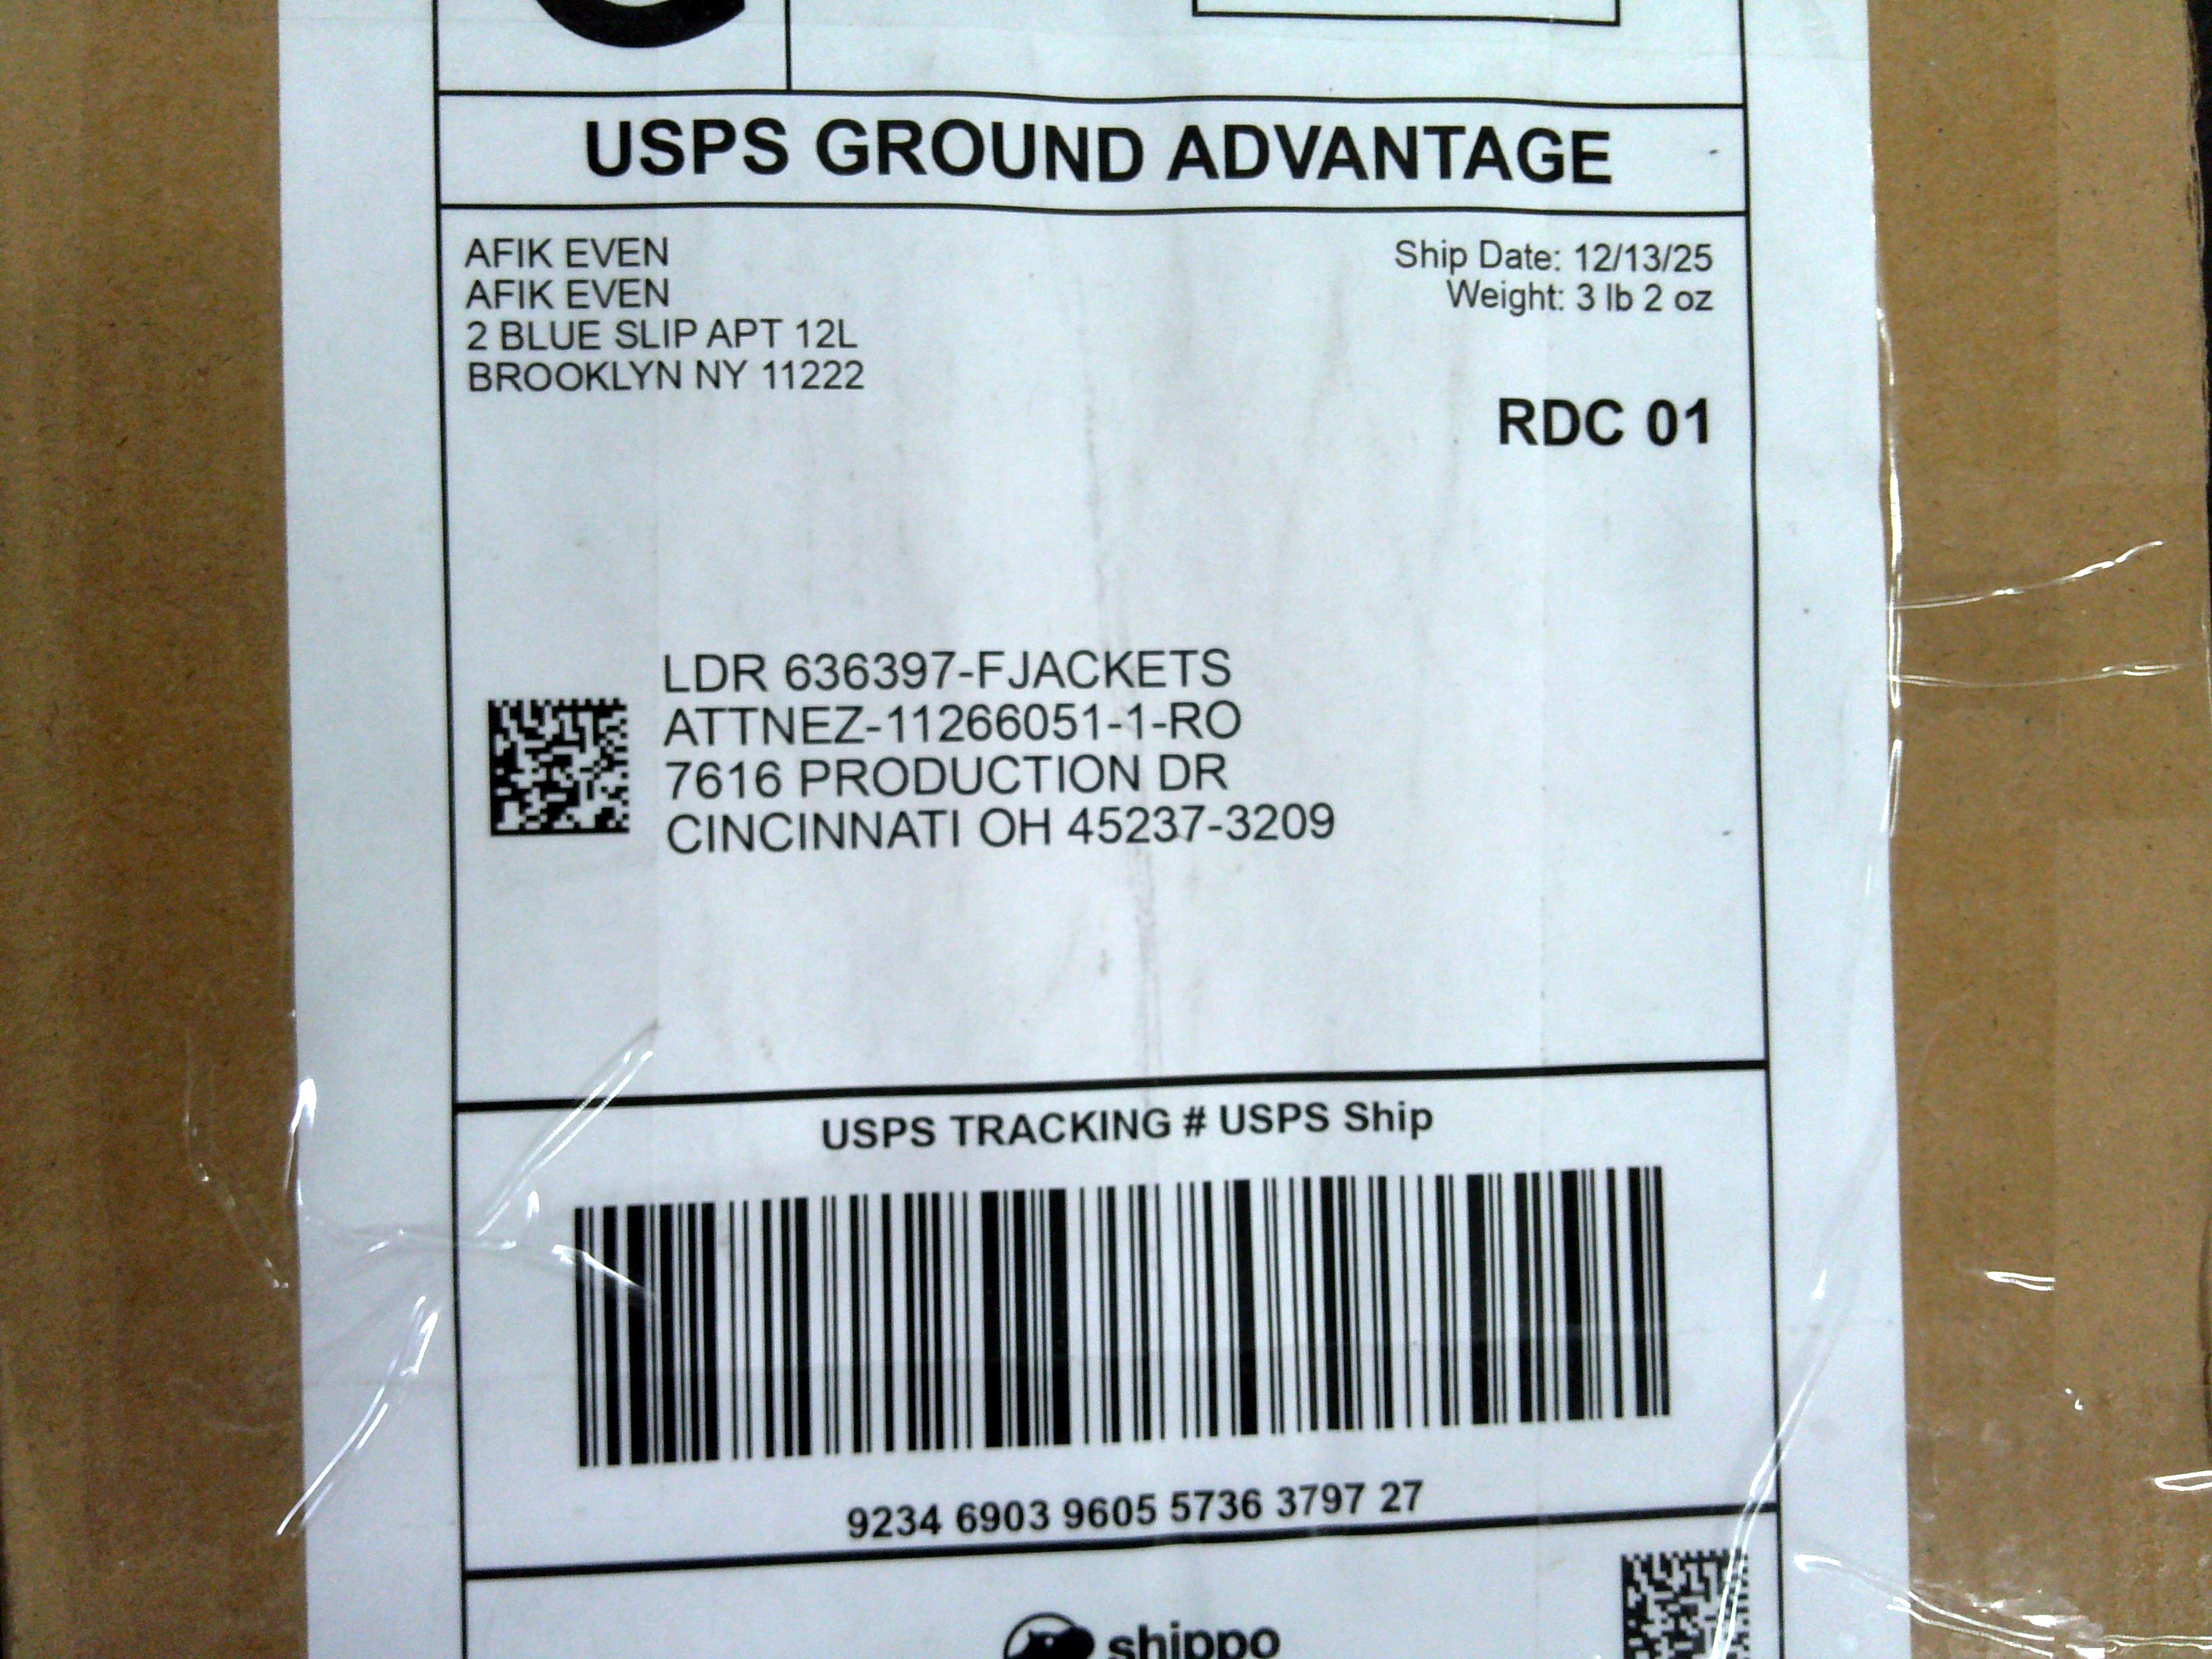 USPS GROUND ADVANTAGE
AFIK EVEN
AFIK EVEN
2 BLUE SLIP APT 12L
BROOKLYN NY 11222
Ship Date: 12/13/25
Weight: 3 lb 2 oz
RDC 01
LDR 636397-FJACKETS
ATTNEZ-11266051-1-RO
7616 PRODUCTION DR
CINCINNATI OH 45237-3209
USPS TRACKING # USPS Ship
9234 6903 9605 5736 3797 27
shippo